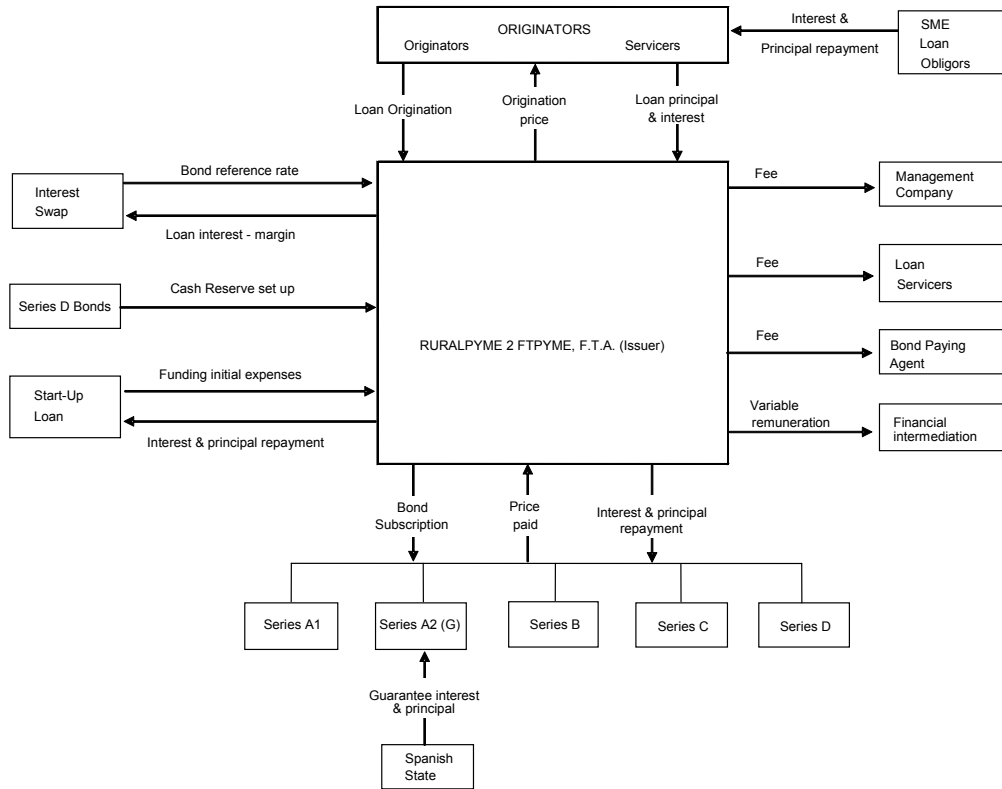 ORIGINATORS
Originators
Servicers
Interest &
Principal repayment
SME
Loan
Obligors
Loan Origination
Origination
price
Loan principal
& interest
Bond reference rate
Interest
Swap
Loan interest - margin
Series D Bonds
Cash Reserve set up
Funding initial expenses
Start-Up
Loan
Interest & principal repayment
RURALPYME 2 FTPYME, F.T.A. (Issuer)
Fee
Management
Company
Fee
Loan
Servicers
Fee
Bond Paying
Agent
Variable
remuneration
Financial
intermediation
Bond
Subscription
Price
paid
Interest & principal
repayment
Series A1
Series A2 (G)
Series B
Series C
Series D
Guarantee interest
& principal
Spanish
State